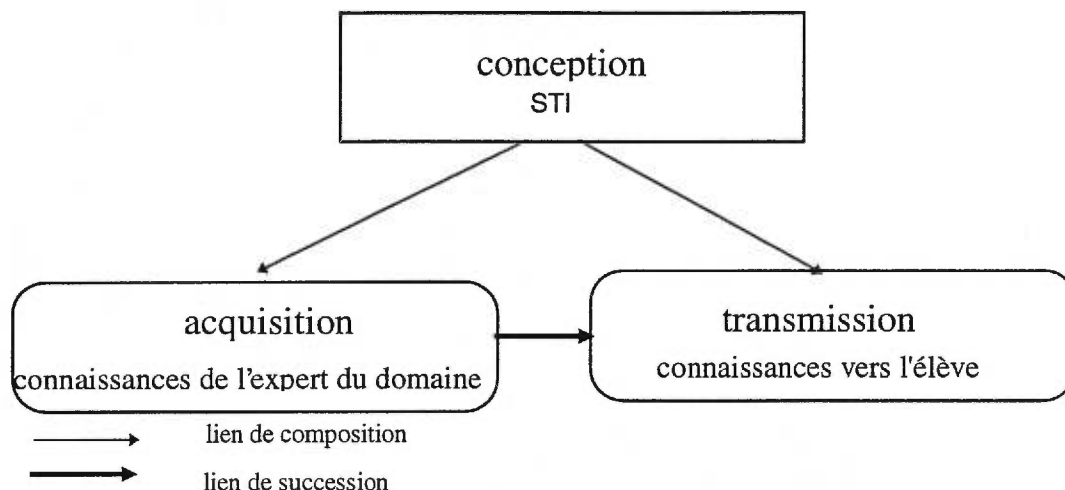 conception
STI
acquisition
connaissances de l'expert du domaine
transmission
connaissances vers l'élève
lien de composition
lien de succession